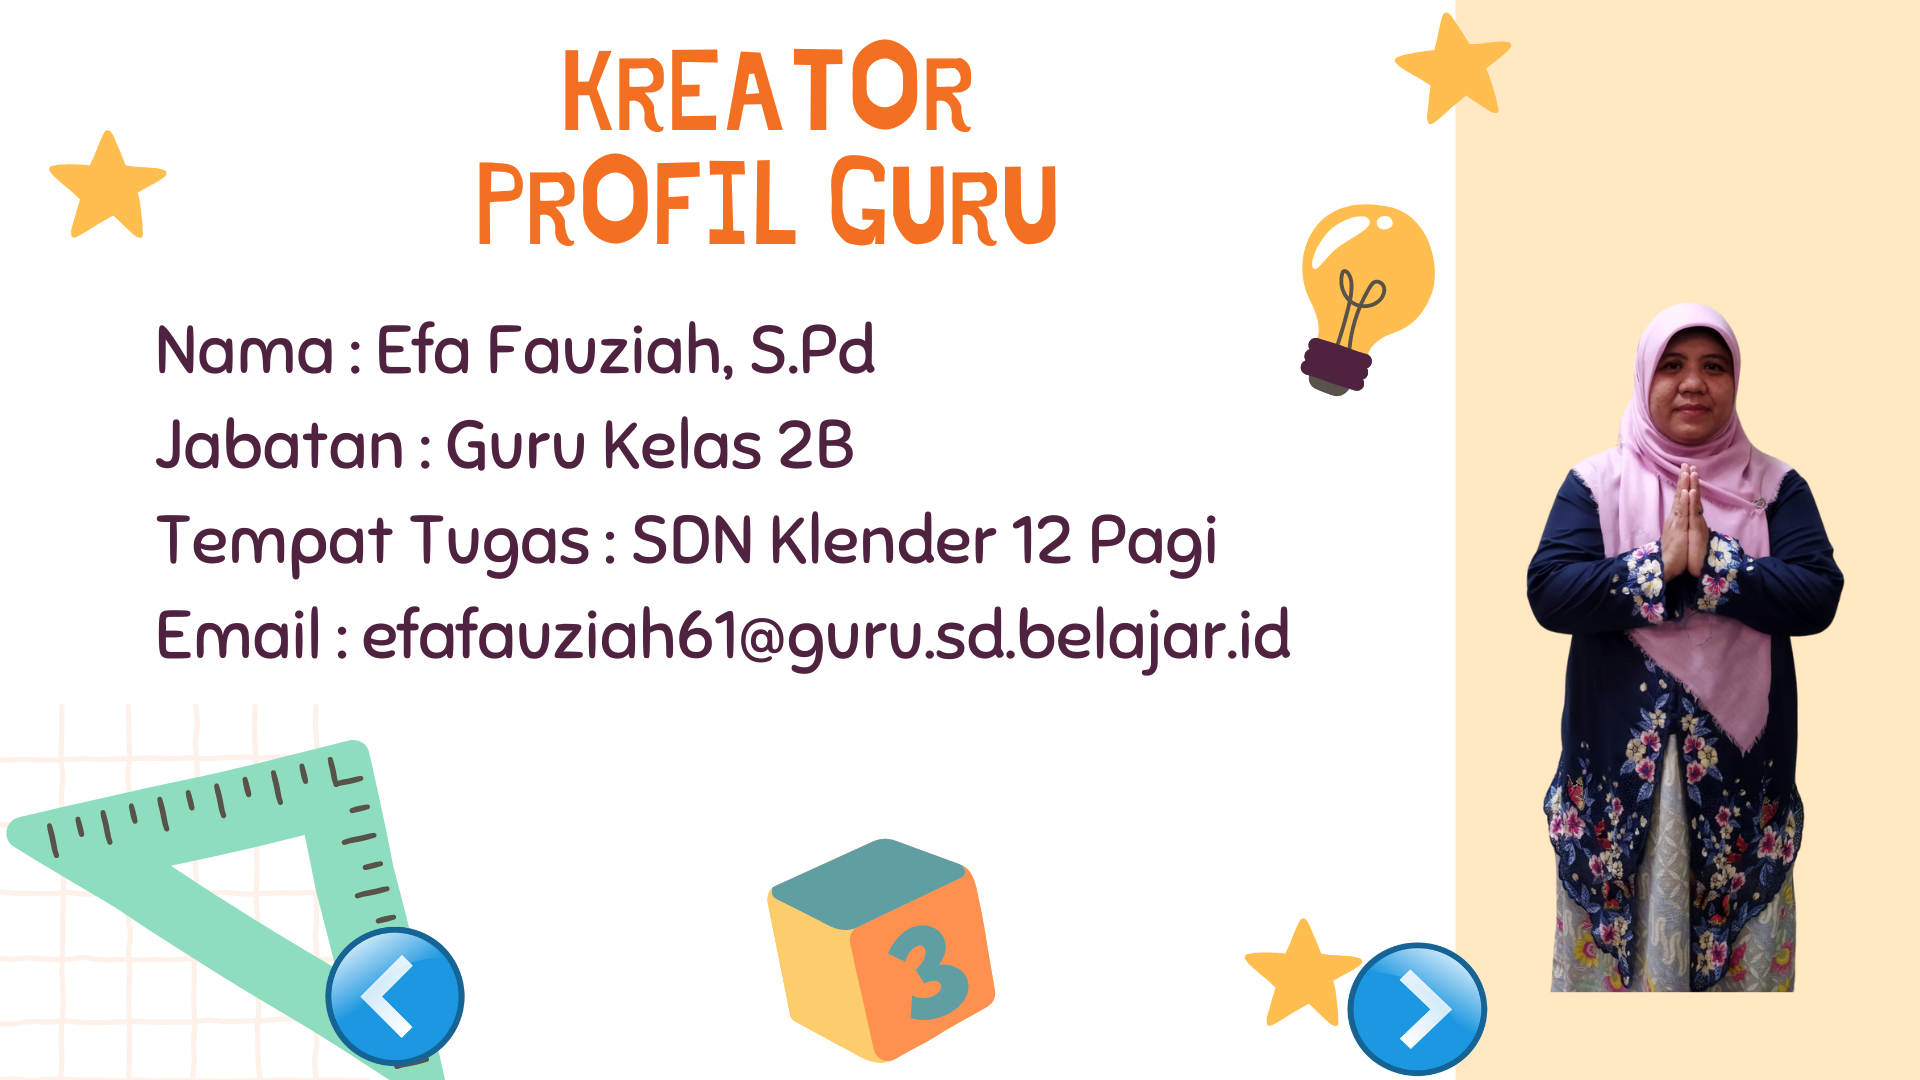 KREATOR
PROFIL GURU
Nama : Efa Fauziah, S.Pd
Jabatan : Guru Kelas 2B
Tempat Tugas : SDN Klender 12 Pagi
Email : efafauziah61@guru.sd.belajar.id
3